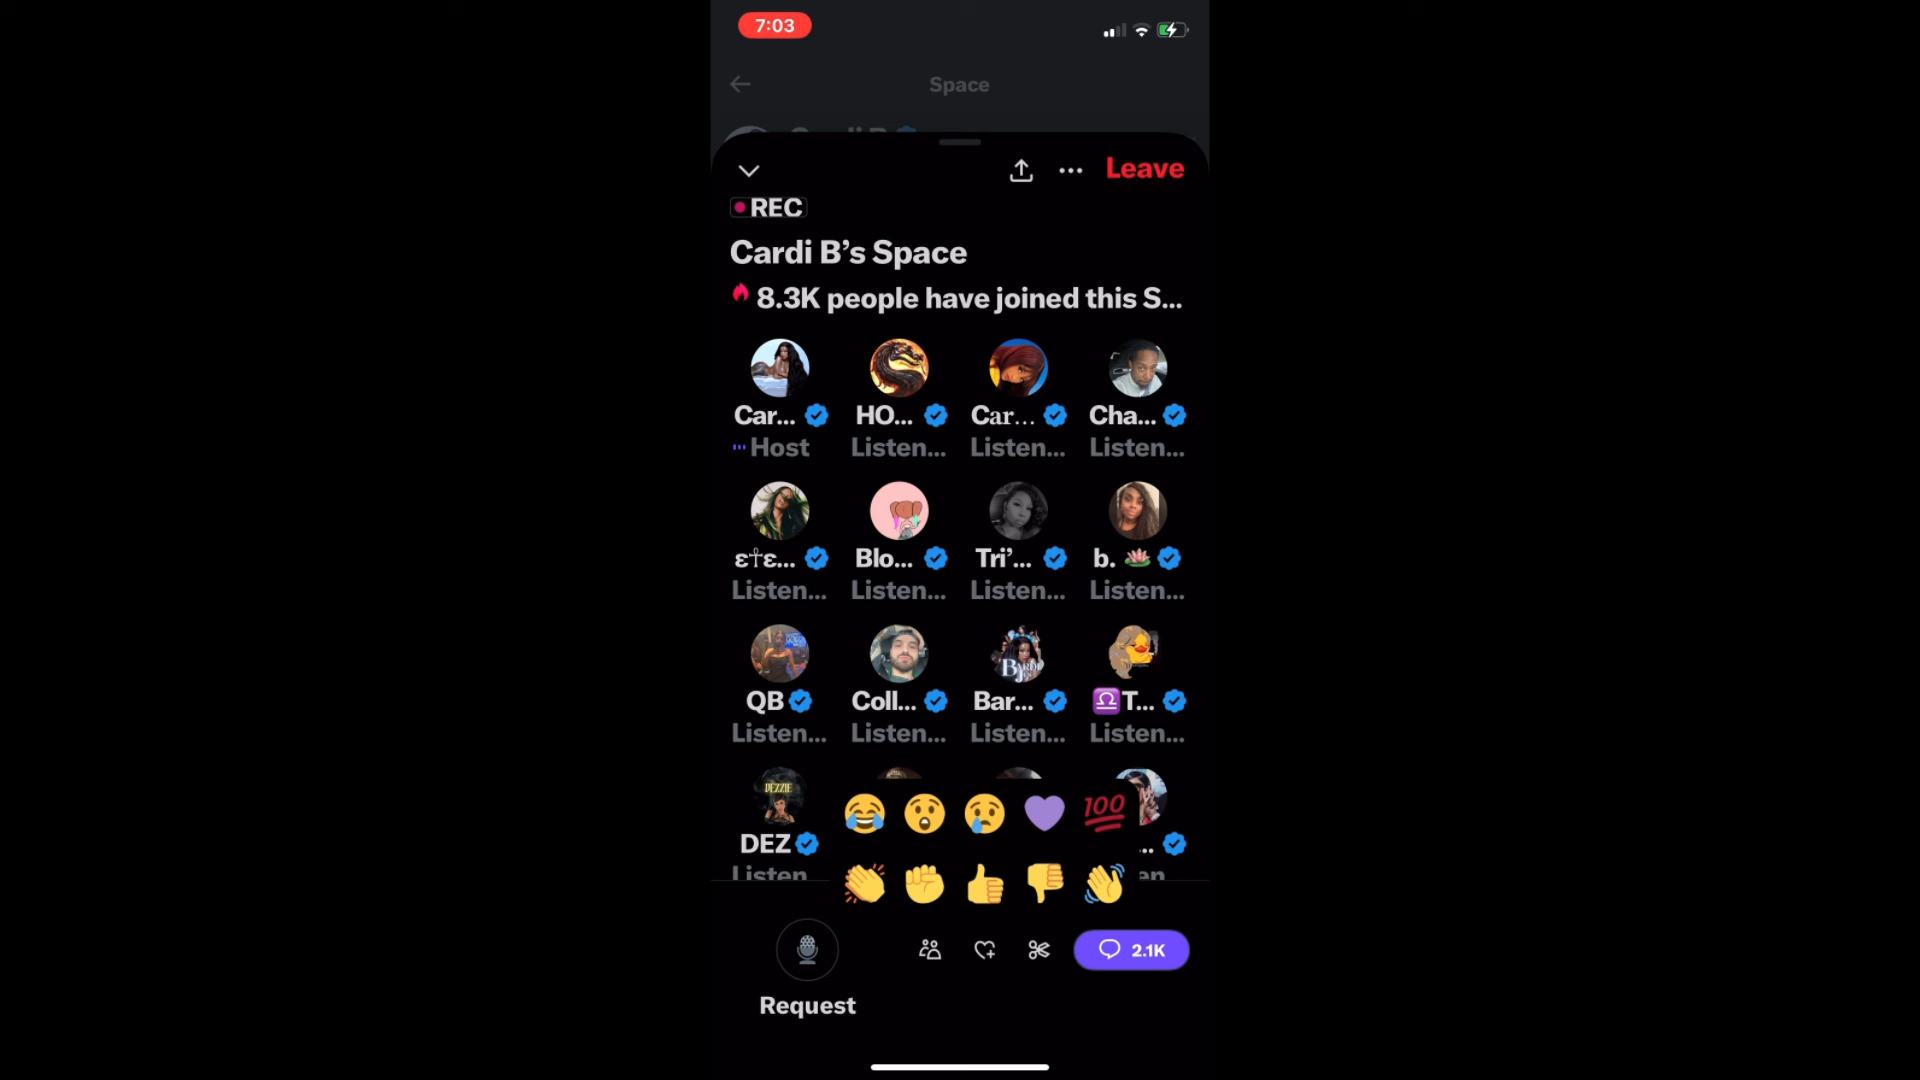 7:03
Space
Leave
REC
Cardi B’s Space
8.3K people have joined this S...
Car... HO... Car... Cha...
Host Listen... Listen... Listen...
ε†ε... Blo... Tri’... b.
Listen... Listen... Listen... Listen...
QB Coll... Bar... ♎T...
Listen... Listen... Listen... Listen...
DEZZIE
DEZ
100
2.1K
Request